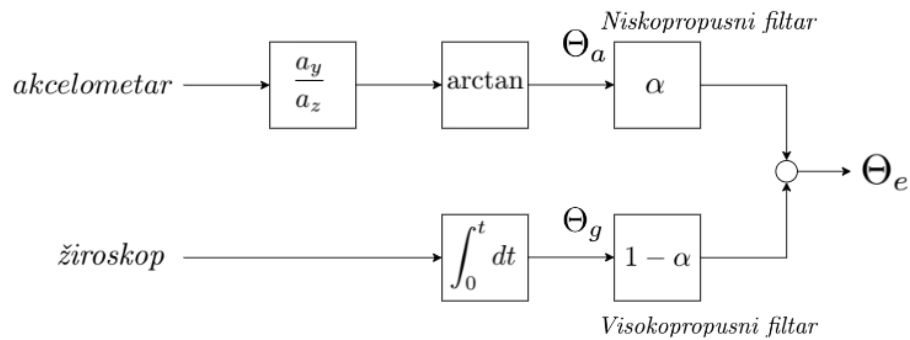 Niskopropusni filtar
akcelometar
a_y
a_z
arctan
Θ_a
α
Θ_e
žiroskop
∫_0^t dt
Θ_g
1 − α
Visokopropusni filtar